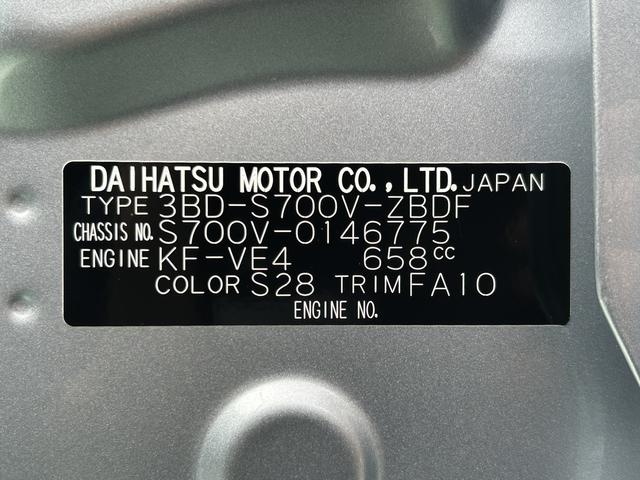 DAIHATSU MOTOR CO., LTD. JAPAN
TYPE 3BD-S700V-ZBDF
CHASSIS NO. S700V-0146775
ENGINE KF-VE4 658cc
COLOR S28 TRIM FA10
ENGINE NO.